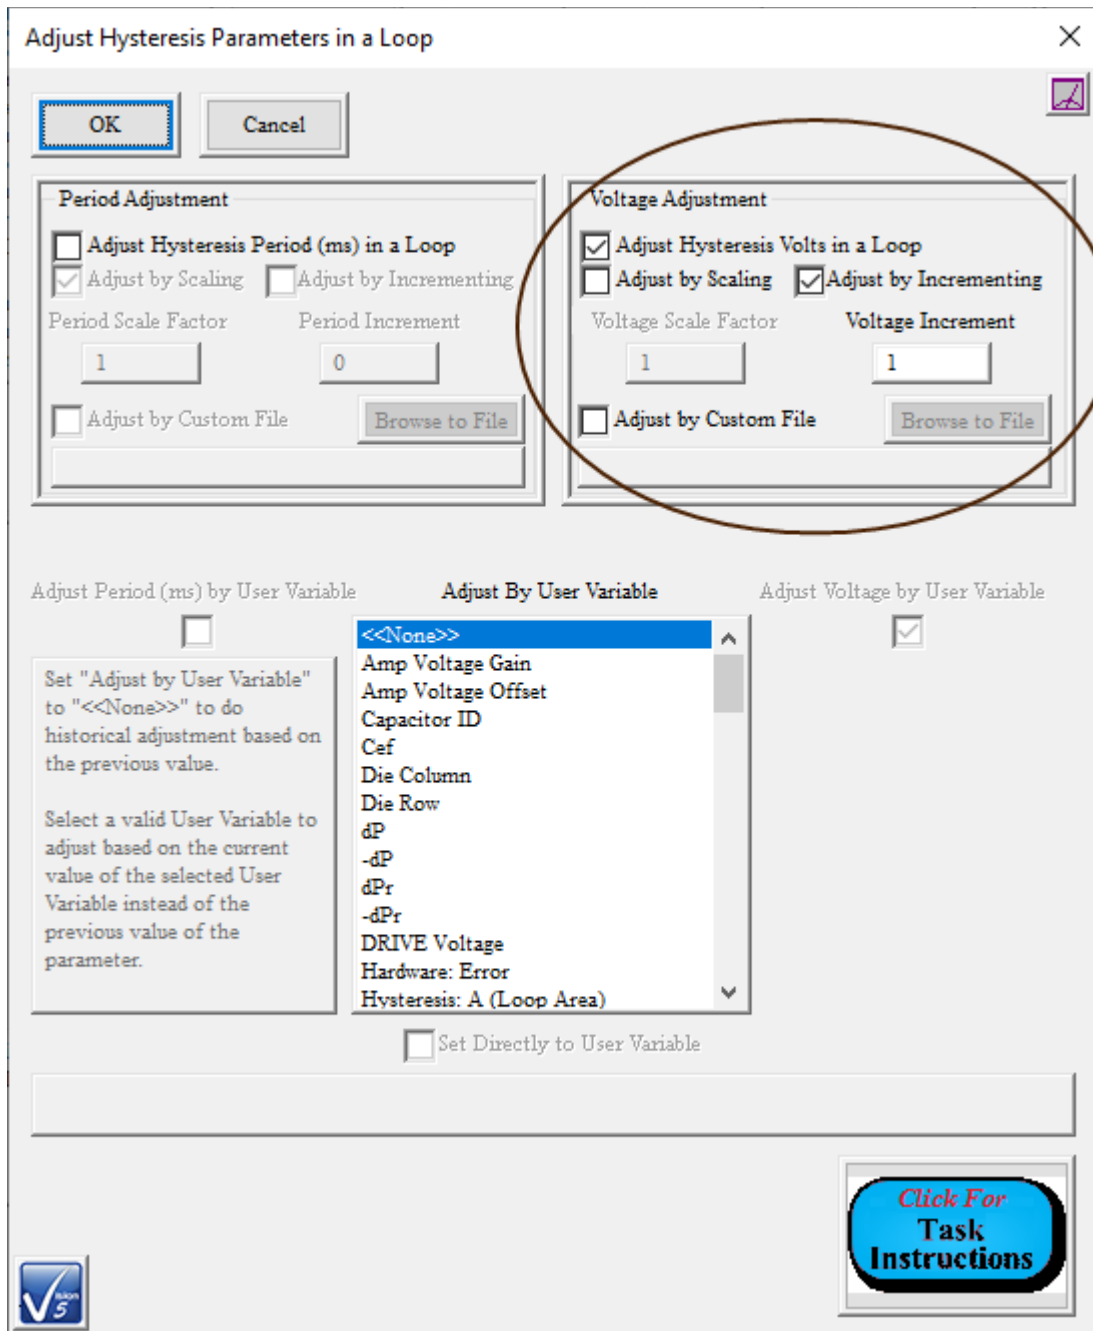 Adjust Hysteresis Parameters in a Loop
OK
Cancel
Period Adjustment
Adjust Hysteresis Period (ms) in a Loop
Adjust by Scaling
Adjust by Incrementing
Period Scale Factor
Period Increment
1
0
Adjust by Custom File
Browse to File
Voltage Adjustment
Adjust Hysteresis Volts in a Loop
Adjust by Scaling
Adjust by Incrementing
Voltage Scale Factor
Voltage Increment
1
1
Adjust by Custom File
Browse to File
Adjust Period (ms) by User Variable
Adjust By User Variable
Adjust Voltage by User Variable
Set "Adjust by User Variable"
to "<<None>>" to do
historical adjustment based on
the previous value.
Select a valid User Variable to
adjust based on the current
value of the selected User
Variable instead of the
previous value of the
parameter.
<<None>>
Amp Voltage Gain
Amp Voltage Offset
Capacitor ID
Cef
Die Column
Die Row
dP
-dP
dPr
-dPr
DRIVE Voltage
Hardware: Error
Hysteresis: A (Loop Area)
Set Directly to User Variable
Click For
Task
Instructions
Vision
5